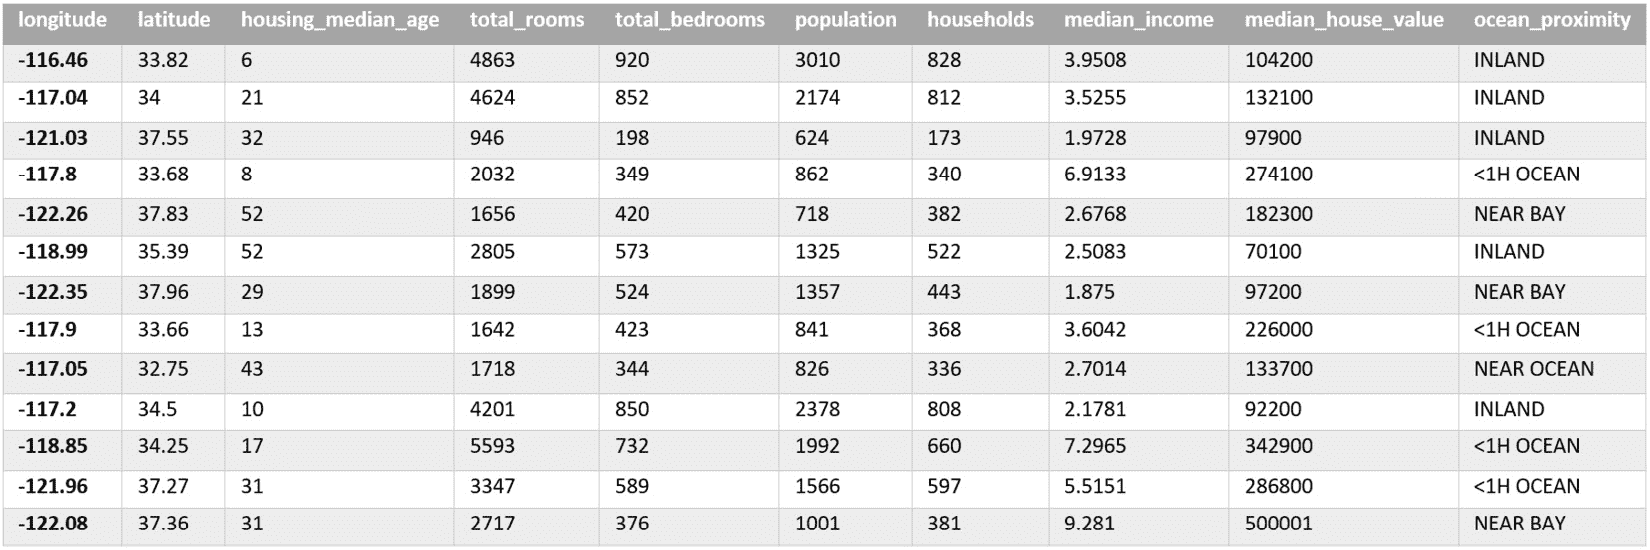 longitude latitude housing_median_age total_rooms total_bedrooms population households median_income median_house_value ocean_proximity
-116.46 33.82 6 4863 920 3010 828 3.9508 104200 INLAND
-117.04 34 21 4624 852 2174 812 3.5255 132100 INLAND
-121.03 37.55 32 946 198 624 173 1.9728 97900 INLAND
-117.8 33.68 8 2032 349 862 340 6.9133 274100 <1H OCEAN
-122.26 37.83 52 1656 420 718 382 2.6768 182300 NEAR BAY
-118.99 35.39 52 2805 573 1325 522 2.5083 70100 INLAND
-122.35 37.96 29 1899 524 1357 443 1.875 97200 NEAR BAY
-117.9 33.66 13 1642 423 841 368 3.6042 226000 <1H OCEAN
-117.05 32.75 43 1718 344 826 336 2.7014 133700 NEAR OCEAN
-117.2 34.5 10 4201 850 2378 808 2.1781 92200 INLAND
-118.85 34.25 17 5593 732 1992 660 7.2965 342900 <1H OCEAN
-121.96 37.27 31 3347 589 1566 597 5.5151 286800 <1H OCEAN
-122.08 37.36 31 2717 376 1001 381 9.281 500001 NEAR BAY